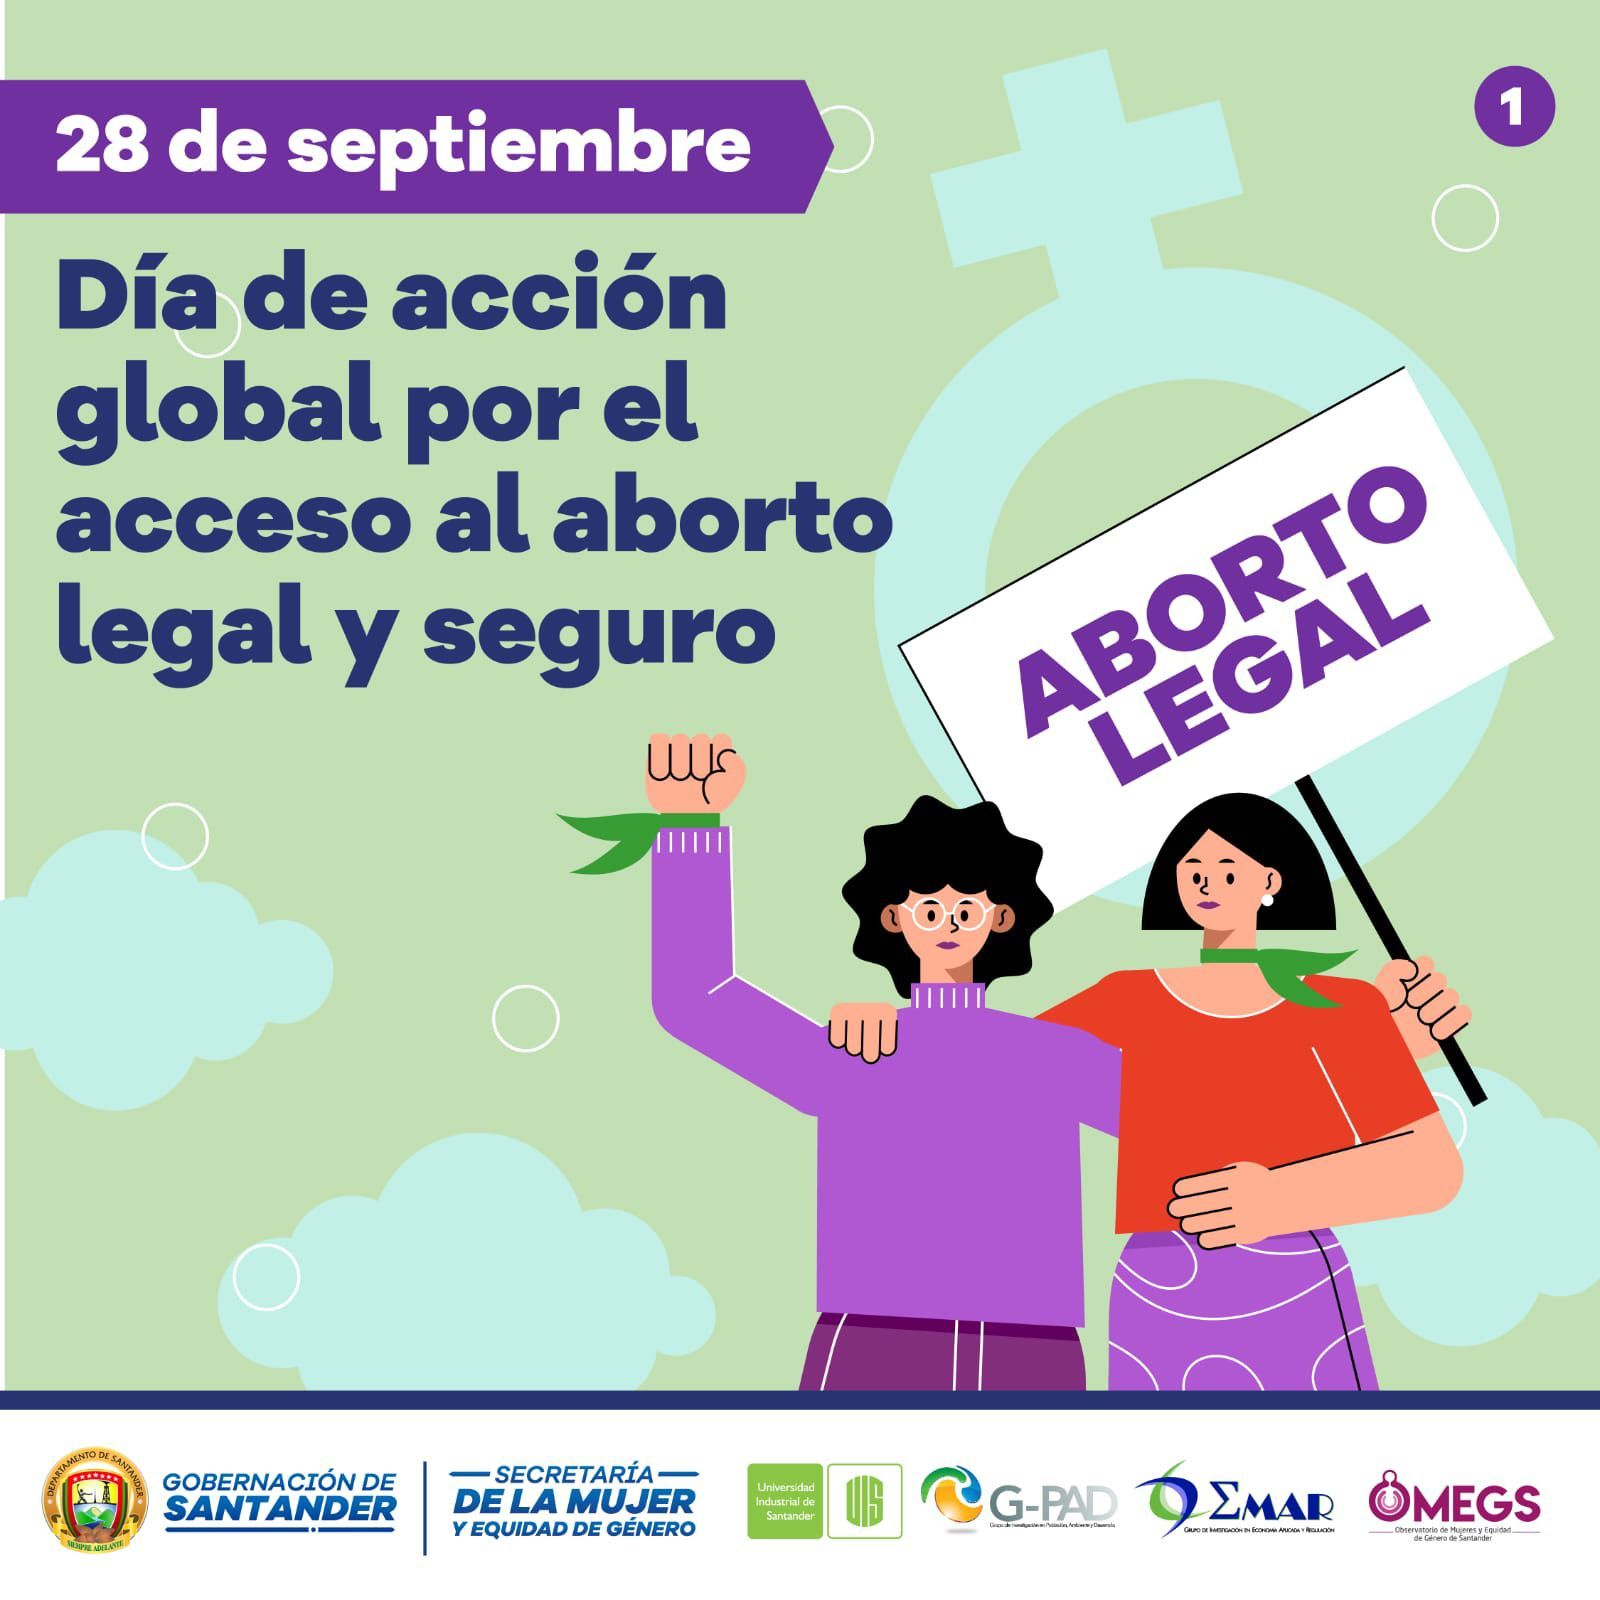 28 de septiembre
1
Día de acción
global por el
acceso al aborto
legal y seguro
ABORTO
LEGAL
DEPARTAMENTO DE SANTANDER
SIEMPRE ADELANTE
GOBERNACIÓN DE
SANTANDER
SECRETARÍA
DE LA MUJER
Y EQUIDAD DE GÉNERO
Universidad
Industrial de
Santander
UIS
G-PAD
Grupo de Investigación en Población, Ambiente y Desarrollo
ΣMAR
GRUPO DE INVESTIGACIÓN EN ECONOMÍA APLICADA Y REGULACIÓN
OMEGS
Observatorio de Mujeres y Equidad
de Género de Santander